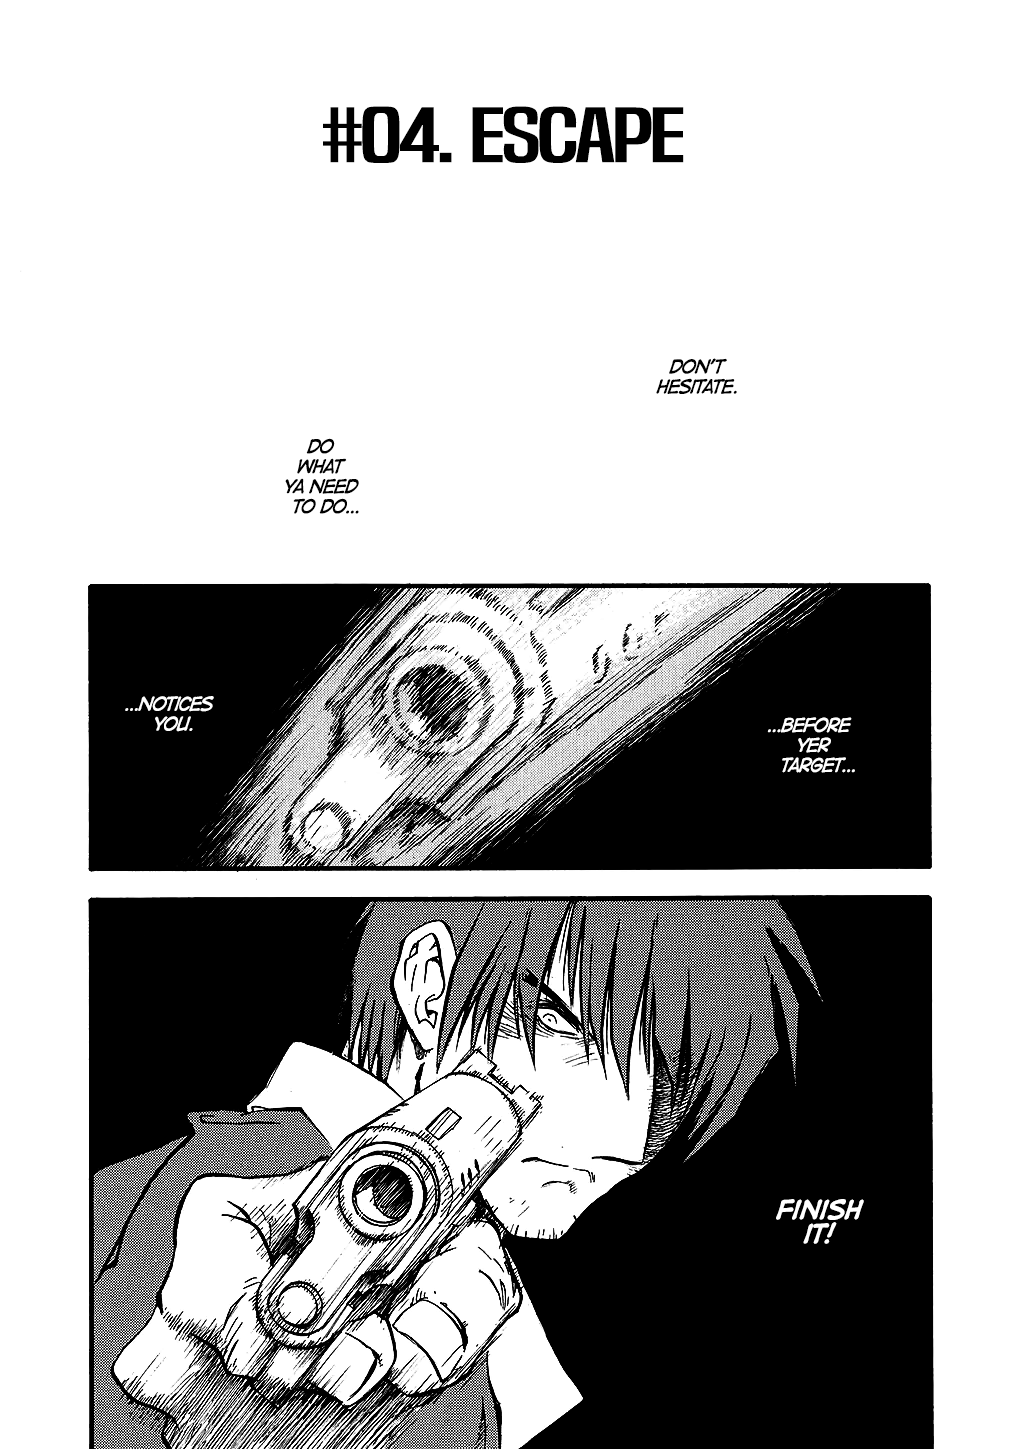 #04. ESCAPE
DON'T
HESITATE.
DO
WHAT
YA NEED
TO DO...
...BEFORE
YER
TARGET...
...NOTICES
YOU.
FINISH
IT!